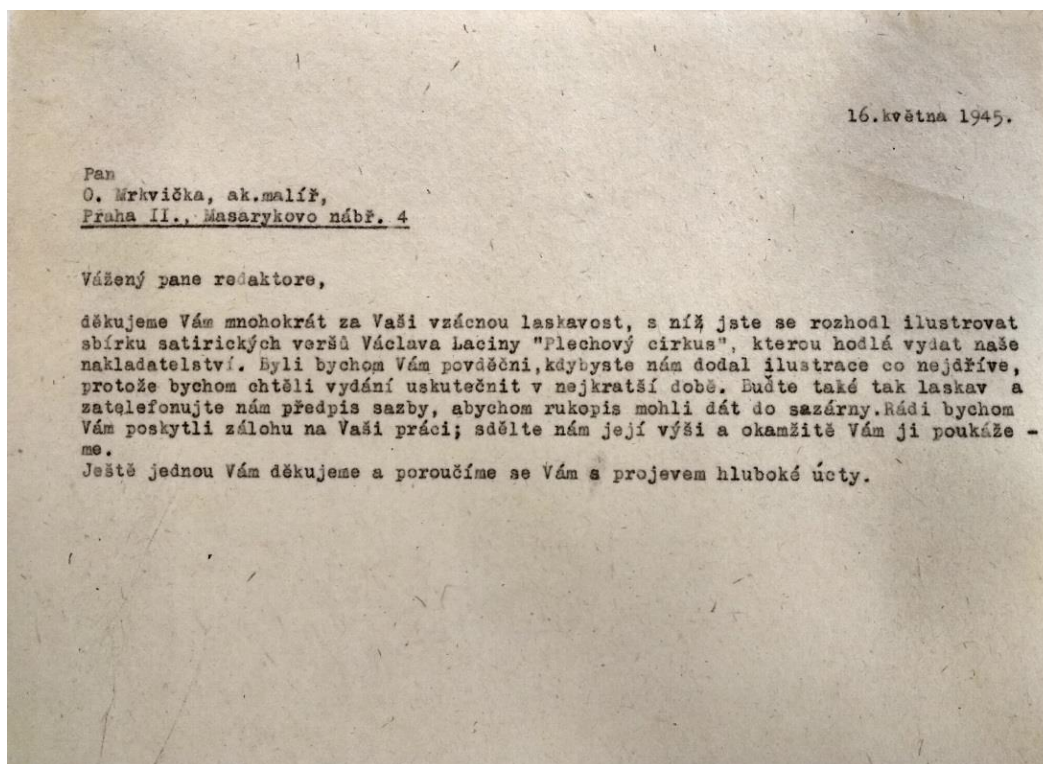 16.května 1945.
Pan
O. Mrkvička, ak.malíř,
Praha II., Masarykovo nábř. 4
Vážený pane redaktore,
děkujeme Vám mnohokrát za Vaši vzácnou laskavost, s níž jste se rozhodl ilustrovat
sbírku satirických veršů Václava Laciny "Plechový cirkus", kterou hodlá vydat naše
nakladatelství. Byli bychom Vám povděčni,kdybyste nám dodal ilustrace co nejdříve,
protože bychom chtěli vydání uskutečnit v nejkratší době. Buďte také tak laskav a
zatelefonujte nám předpis sazby, abychom rukopis mohli dát do sazárny.Rádi bychom
Vám poskytli zálohu na Vaši práci; sdělte nám její výši a okamžitě Vám ji poukáže -
me.
Ještě jednou Vám děkujeme a poroučíme se Vám s projevem hluboké úcty.